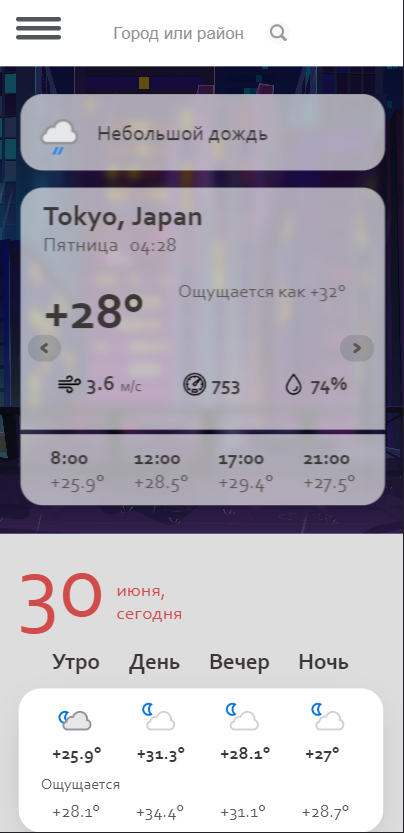 Город или район
Небольшой дождь
Tokyo, Japan
Пятница 04:28
Ощущается как +32°
+28°
3.6 м/с 753 74%
8:00 12:00 17:00 21:00
+25.9° +28.5° +29.4° +27.5°
30 июня,
сегодня
Утро День Вечер Ночь
+25.9° +31.3° +28.1° +27°
Ощущается
+28.1° +34.4° +31.1° +28.7°